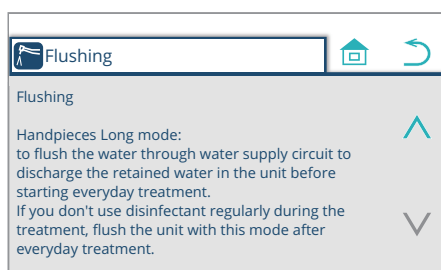 Flushing
Flushing
Handpieces Long mode:
to flush the water through water supply circuit to
discharge the retained water in the unit before
starting everyday treatment.
If you don't use disinfectant regularly during the
treatment, flush the unit with this mode after
everyday treatment.